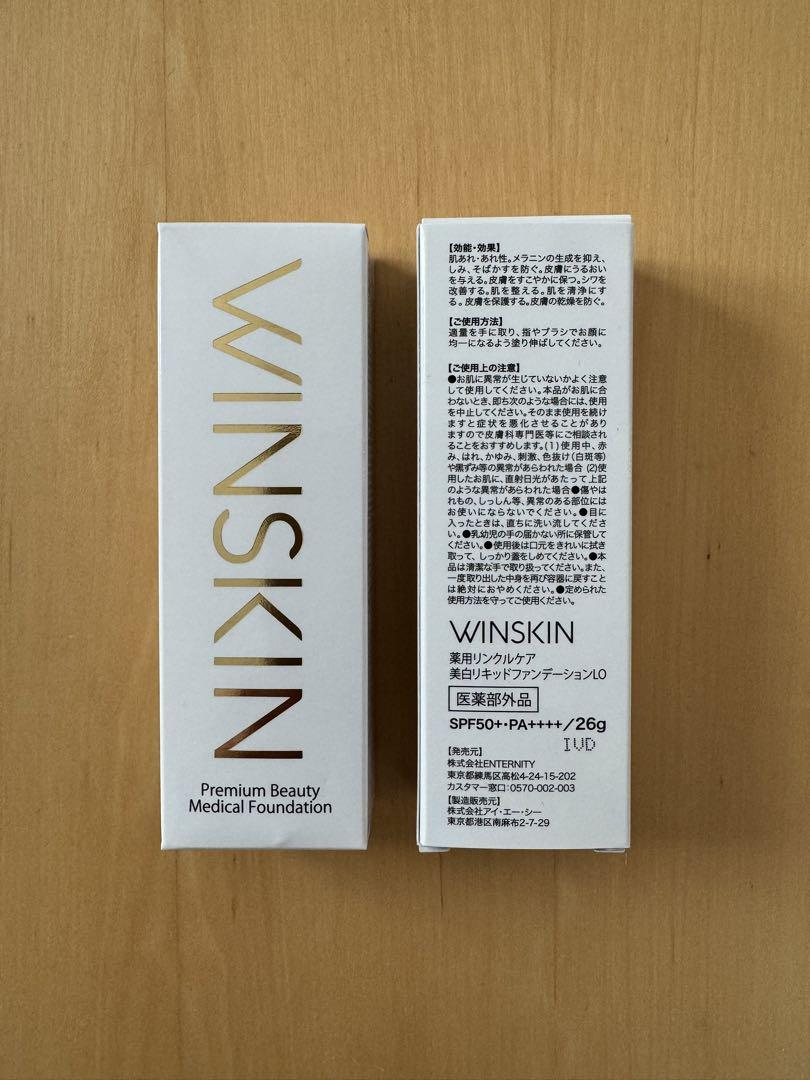 WINSKIN
Premium Beauty
Medical Foundation
【効能・効果】
肌あれ・あれ性。メラニンの生成を抑え、
しみ、そばかすを防ぐ。皮膚にうるおい
を与える。皮膚をすこやかに保つ。シワを
改善する。肌を整える。肌を清浄にす
る。皮膚を保護する。皮膚の乾燥を防ぐ。
【ご使用方法】
適量を手に取り、指やブラシでお顔に
均一になるよう塗り伸ばしてください。
【ご使用上の注意】
●お肌に異常が生じていないかよく注意
して使用してください。本品がお肌に合
わないとき、即ち次のような場合には、使用
を中止してください。そのまま使用を続け
ますと症状を悪化させることがあり
ますので皮膚科専門医等にご相談され
ることをおすすめします。(1)使用中、赤
み、はれ、かゆみ、刺激、色抜け(白斑等)
や黒ずみ等の異常があらわれた場合 (2)使
用したお肌に、直射日光があたって上記
のような異常があらわれた場合●傷やは
れもの、しっしん等、異常のある部位には
お使いにならないでください。●目に
入ったときは、直ちに洗い流してくださ
い。●乳幼児の手の届かない所に保管して
ください。●使用後は口元をきれいに拭き
取って、しっかり蓋をしめてください。●本
品は清潔な手で取り扱ってください。また、
一度取り出した中身を再び容器に戻すこと
は絶対におやめください。●定められた
使用方法を守ってご使用ください。
WINSKIN
薬用リンクルケア
美白リキッドファンデーションLO
医薬部外品
SPF50+・PA++++/26g
IVD
【発売元】
株式会社ENTERNITY
東京都練馬区高松4-24-15-202
カスタマー窓口:0570-002-003
【製造販売元】
株式会社アイ・エー・シー
東京都港区南麻布2-7-29